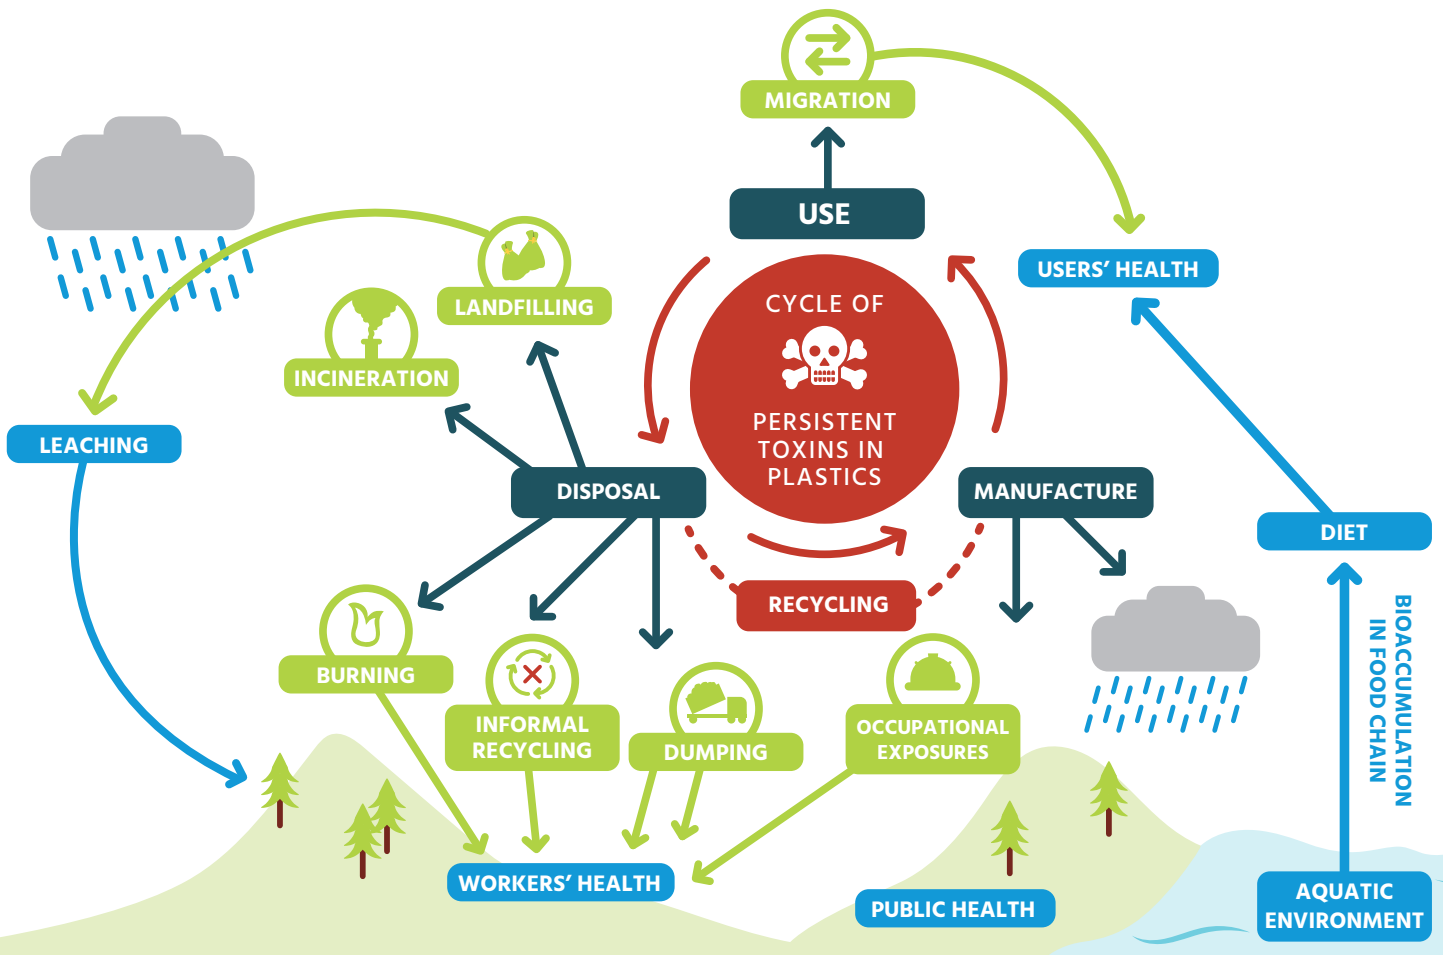 MIGRATION
USE
USERS’ HEALTH
CYCLE OF
PERSISTENT
TOXINS IN
PLASTICS
LANDFILLING
INCINERATION
LEACHING
DISPOSAL
MANUFACTURE
DIET
RECYCLING
BIOACCUMULATION
IN FOOD CHAIN
BURNING
INFORMAL
RECYCLING
DUMPING
OCCUPATIONAL
EXPOSURES
WORKERS’ HEALTH
PUBLIC HEALTH
AQUATIC
ENVIRONMENT